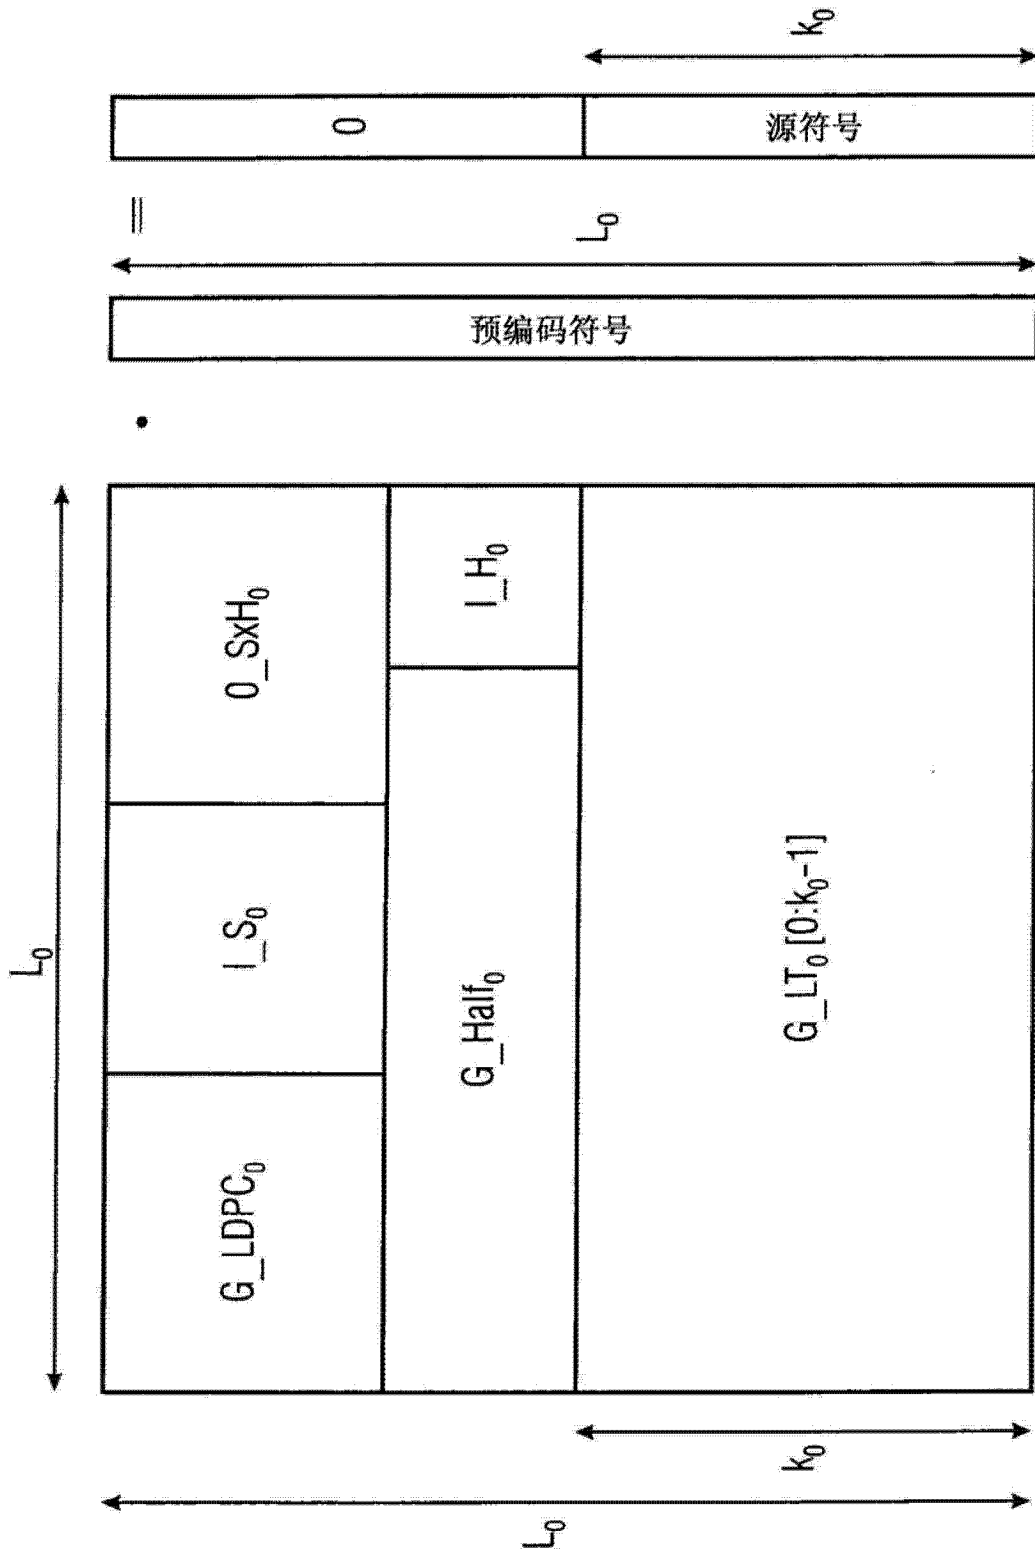 L₀
L₀
k₀
G_LDPC₀
I_S₀
0_SxH₀
G_Half₀
I_H₀
G_LT₀ [0:k₀-1]
•
预编码符号
L₀
=
0
源符号
k₀